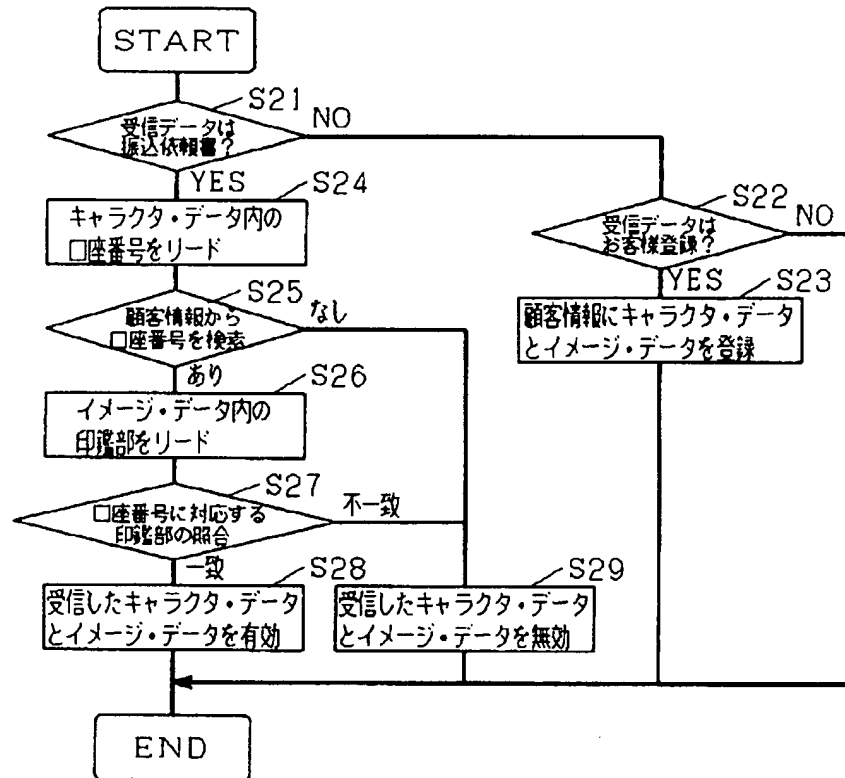 START
S21
受信データは
振込依頼書?
NO
YES
S24
キャラクタ・データ内の
口座番号をリード
S22
受信データは
お客様登録?
NO
YES
S23
顧客情報にキャラクタ・データ
とイメージ・データを登録
S25
顧客情報から
口座番号を検索
なし
あり
S26
イメージ・データ内の
印鑑部をリード
S27
口座番号に対応する
印鑑部の照合
不一致
一致
S28
受信したキャラクタ・データ
とイメージ・データを有効
S29
受信したキャラクタ・データ
とイメージ・データを無効
END